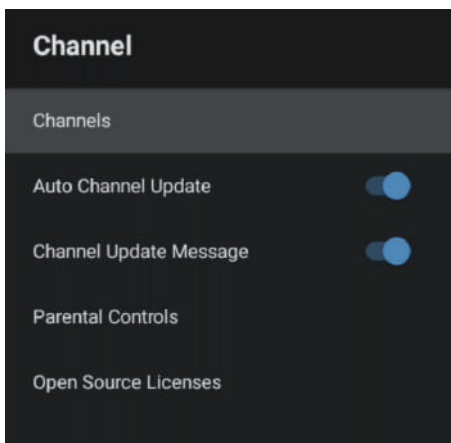 Channel
Channels
Auto Channel Update
Channel Update Message
Parental Controls
Open Source Licenses